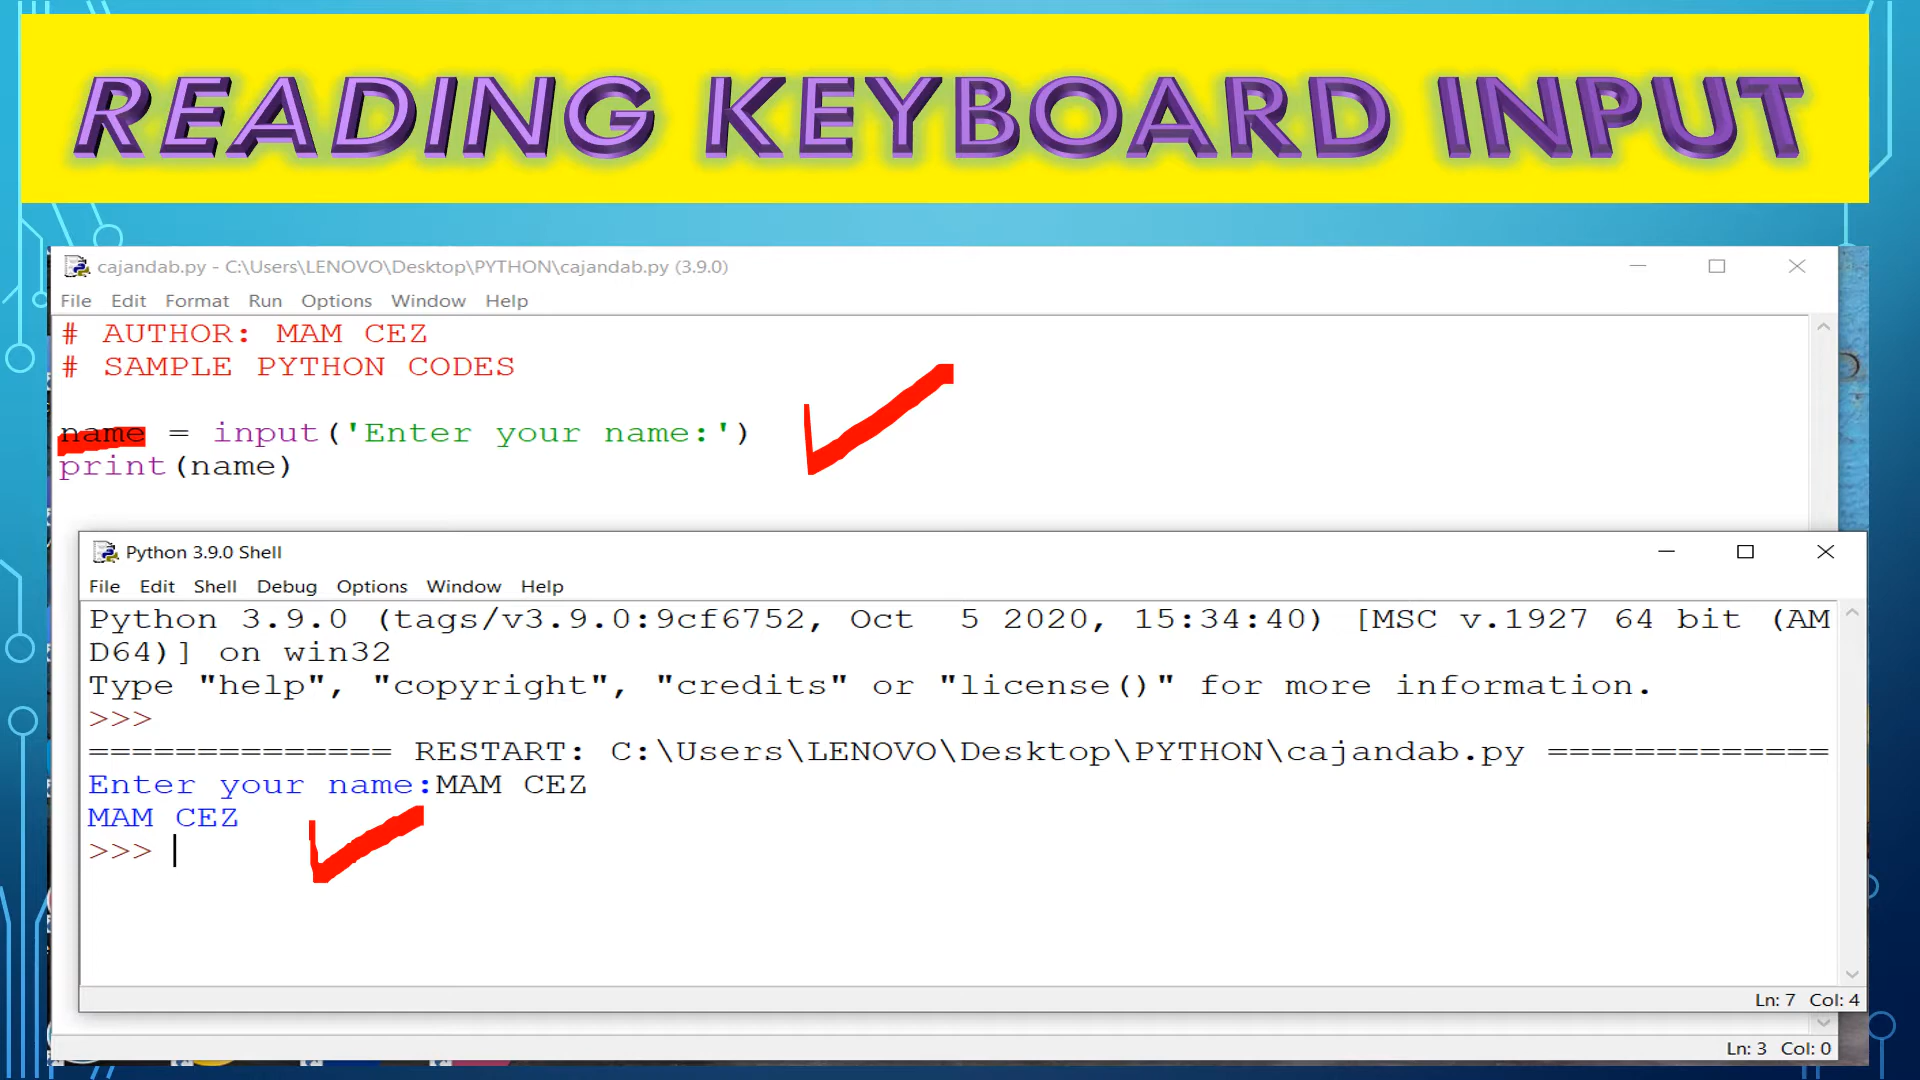 READING KEYBOARD INPUT
cajandab.py - C:\Users\LENOVO\Desktop\PYTHON\cajandab.py (3.9.0)
File Edit Format Run Options Window Help
# AUTHOR: MAM CEZ
# SAMPLE PYTHON CODES
name = input('Enter your name:')
print(name)
Python 3.9.0 Shell
File Edit Shell Debug Options Window Help
Python 3.9.0 (tags/v3.9.0:9cf6752, Oct  5 2020, 15:34:40) [MSC v.1927 64 bit (AM
D64)] on win32
Type "help", "copyright", "credits" or "license()" for more information.
>>>
============== RESTART: C:\Users\LENOVO\Desktop\PYTHON\cajandab.py =============
Enter your name:MAM CEZ
MAM CEZ
>>>
Ln: 7 Col: 4
Ln: 3 Col: 0